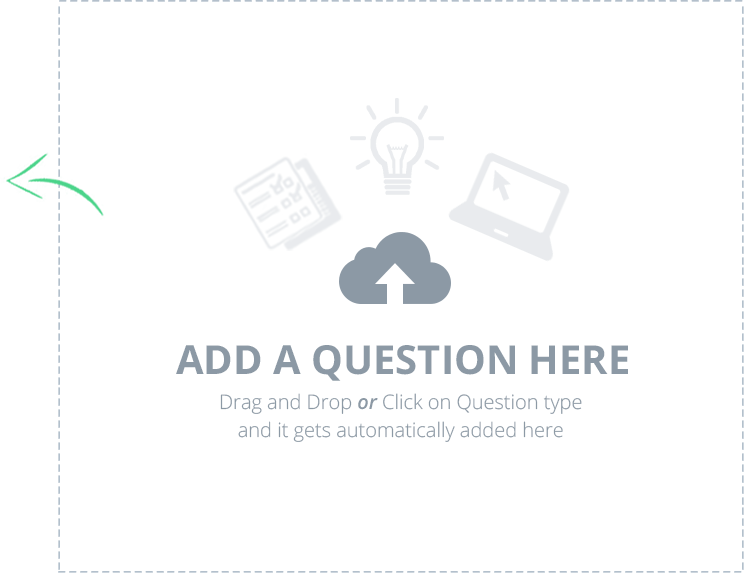 ADD A QUESTION HERE
Drag and Drop or Click on Question type
and it gets automatically added here